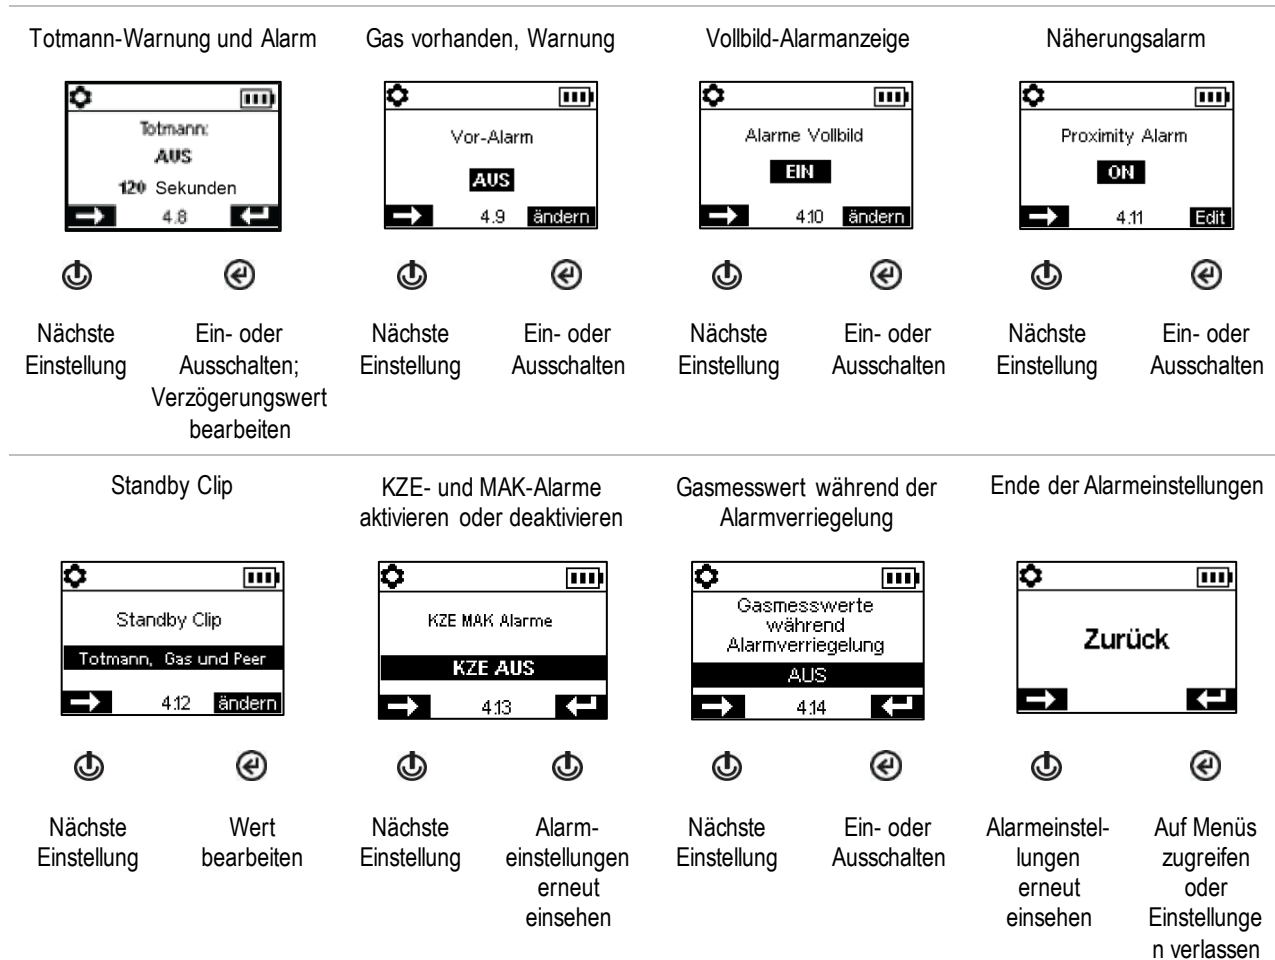 Totmann-Warnung und Alarm
Totmann:
AUS
120 Sekunden
4.8
Nächste
Einstellung
Ein- oder
Ausschalten;
Verzögerungswert
bearbeiten
Gas vorhanden, Warnung
Vor-Alarm
AUS
4.9 ändern
Nächste
Einstellung
Ein- oder
Ausschalten
Vollbild-Alarmanzeige
Alarme Vollbild
EIN
4.10 ändern
Nächste
Einstellung
Ein- oder
Ausschalten
Näherungsalarm
Proximity Alarm
ON
4.11 Edit
Nächste
Einstellung
Ein- oder
Ausschalten
Standby Clip
Standby Clip
Totmann, Gas und Peer
4.12 ändern
Nächste
Einstellung
Wert
bearbeiten
KZE- und MAK-Alarme
aktivieren oder deaktivieren
KZE MAK Alarme
KZE AUS
4.13
Nächste
Einstellung
Alarm-
einstellungen
erneut
einsehen
Gasmesswert während der
Alarmverriegelung
Gasmesswerte
während
Alarmverriegelung
AUS
4.14
Nächste
Einstellung
Ein- oder
Ausschalten
Ende der Alarmeinstellungen
Zurück
Alarmeinstel-
lungen
erneut
einsehen
Auf Menüs
zugreifen
oder
Einstellunge
n verlassen